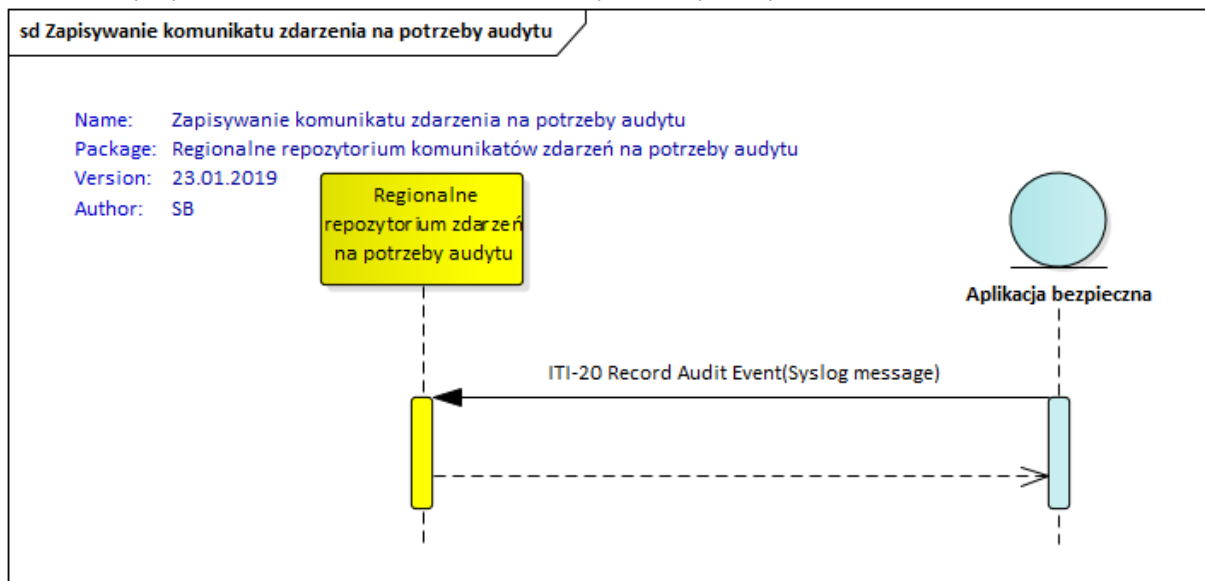 sd Zapisywanie komunikatu zdarzenia na potrzeby audytu
Name: Zapisywanie komunikatu zdarzenia na potrzeby audytu
Package: Regionalne repozytorium komunikatów zdarzeń na potrzeby audytu
Version: 23.01.2019
Author: SB
Regionalne
repozytorium zdarzeń
na potrzeby audytu
Aplikacja bezpieczna
ITI-20 Record Audit Event(Syslog message)